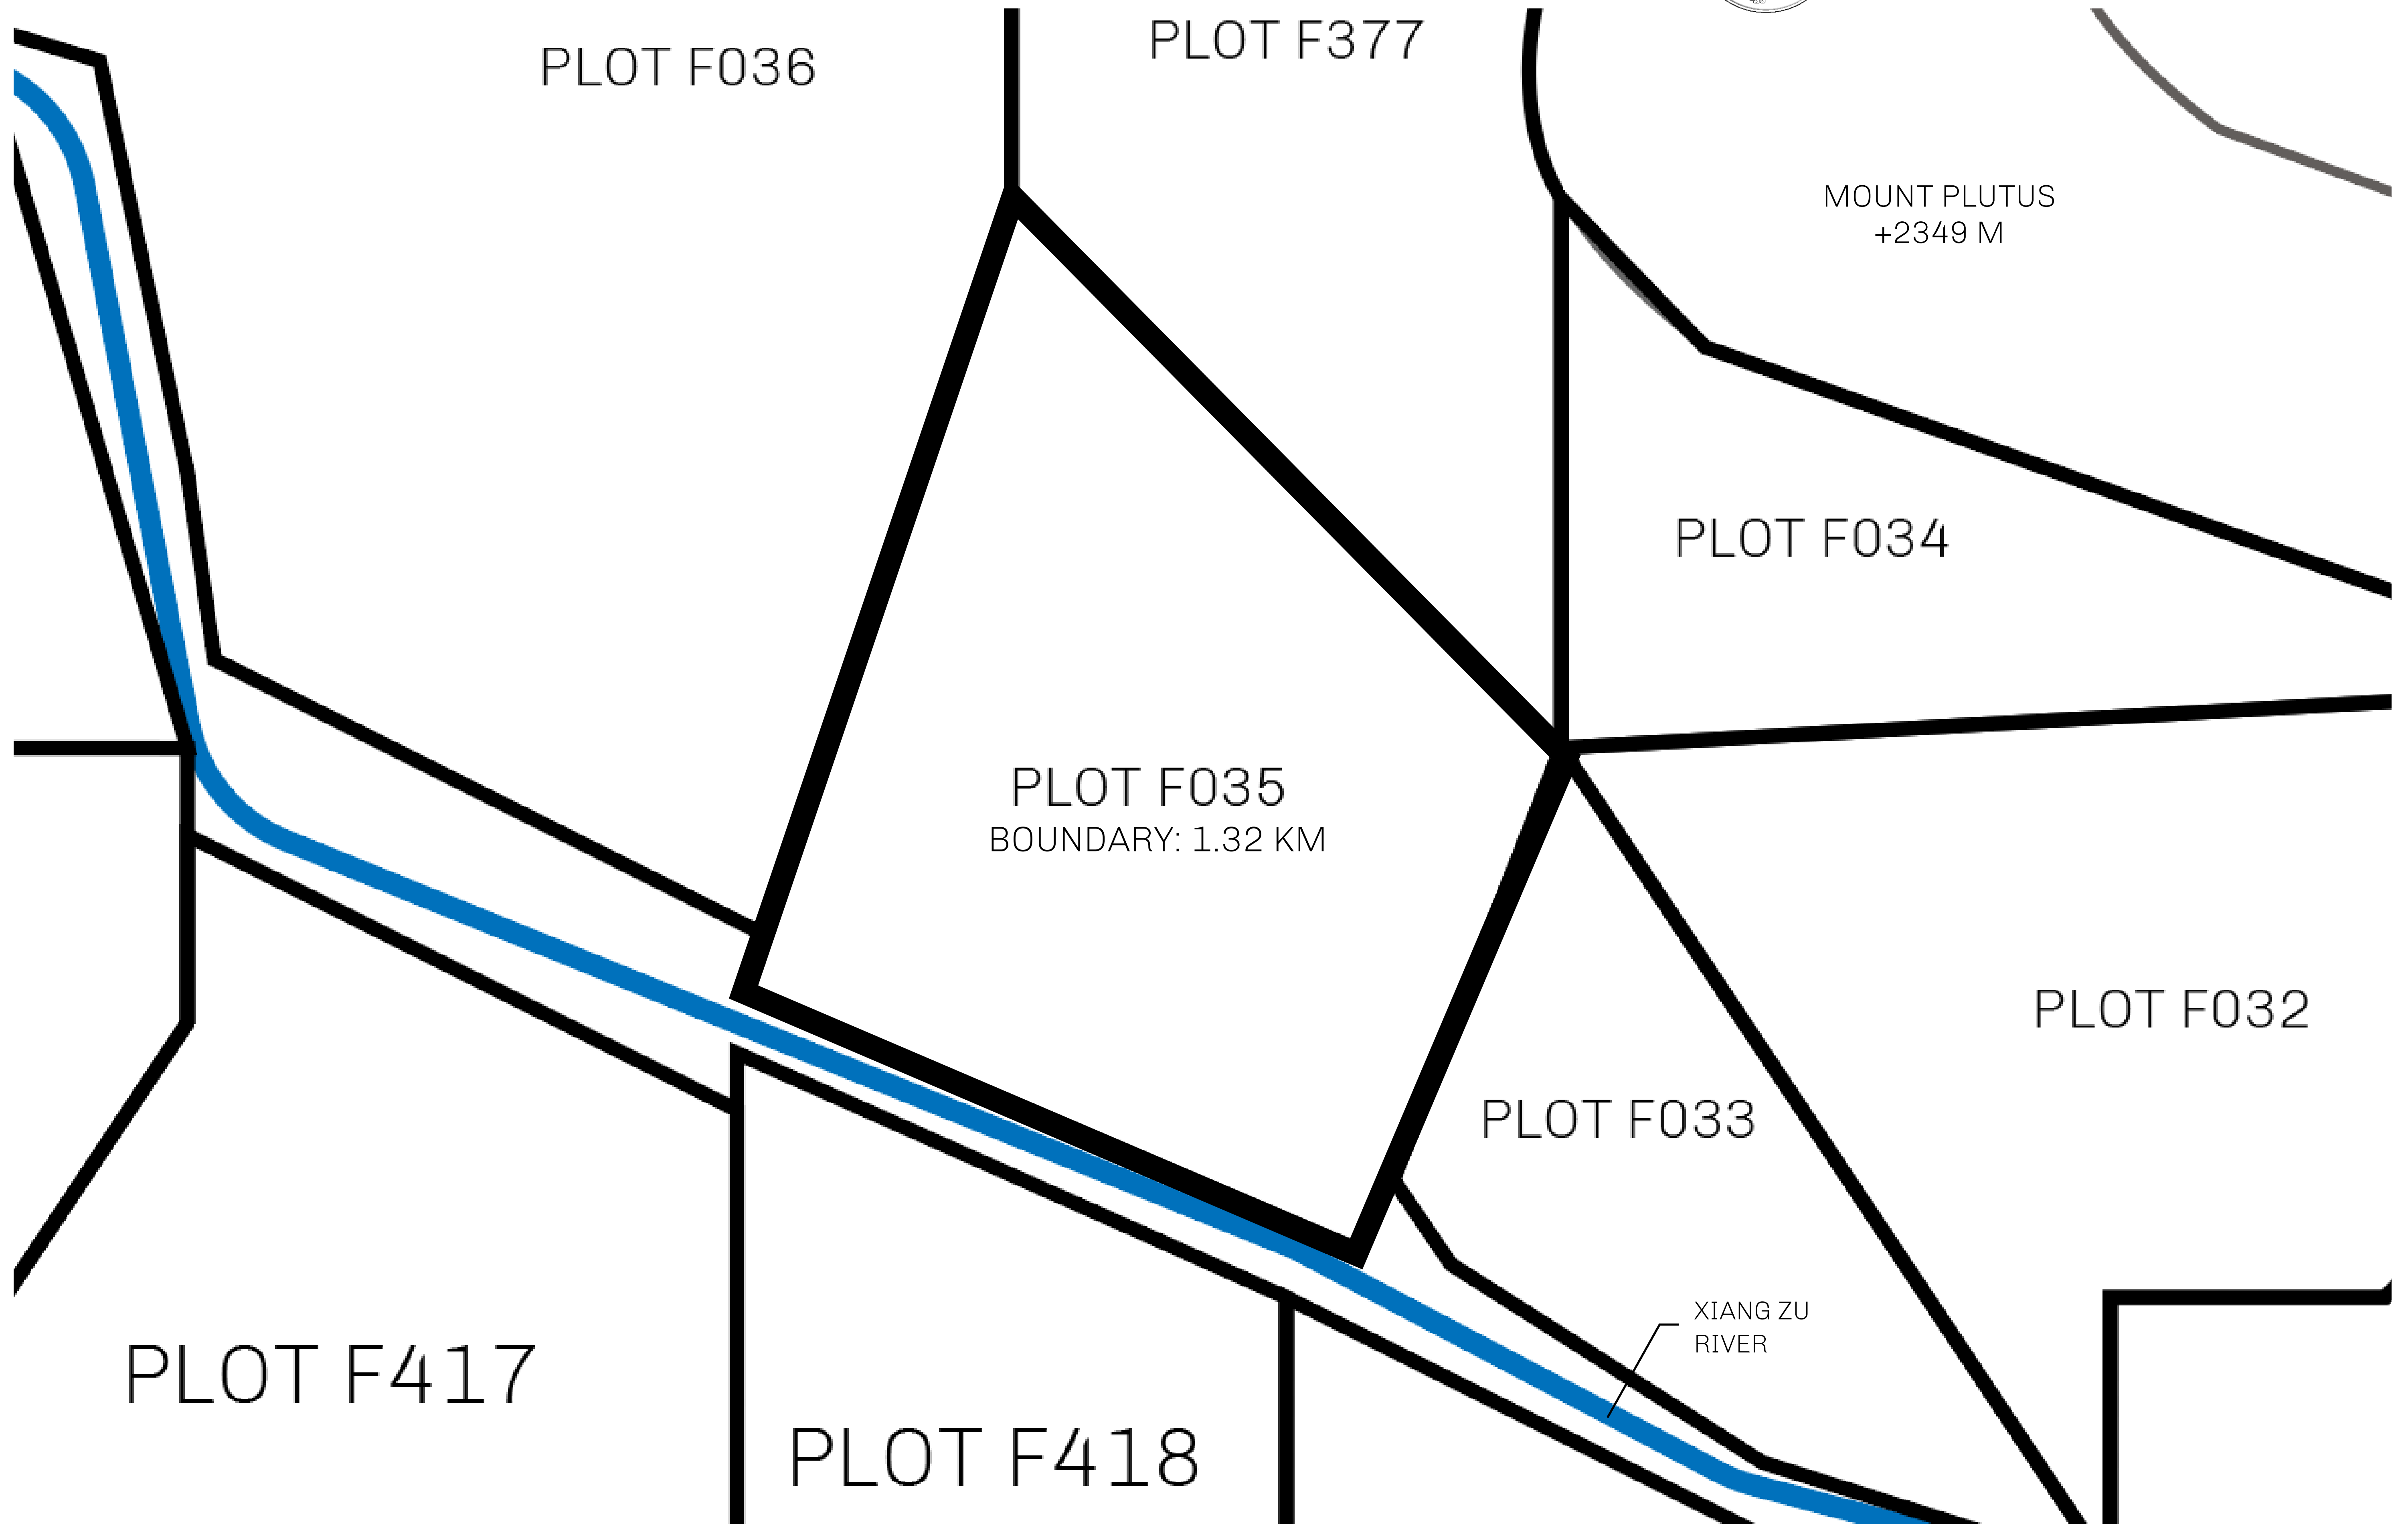 PLOT F036
PLOT F377
MOUNT PLUTUS
+2349 M
PLOT F034
PLOT F035
BOUNDARY: 1.32 KM
PLOT F032
PLOT F033
XIANG ZU
RIVER
PLOT F417
PLOT F418